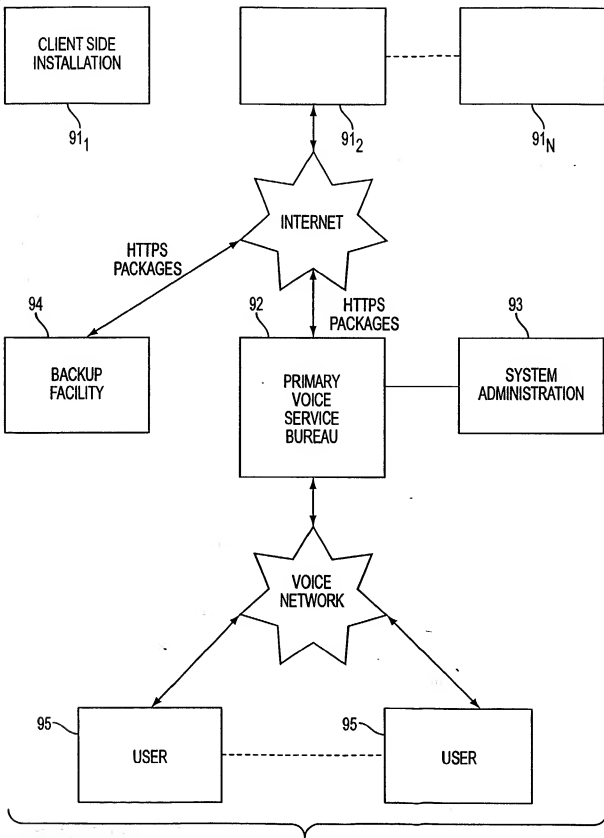 CLIENT SIDE
INSTALLATION
91₁
91₂
91N
INTERNET
HTTPS
PACKAGES
HTTPS
PACKAGES
94
92
93
BACKUP
FACILITY
PRIMARY
VOICE
SERVICE
BUREAU
SYSTEM
ADMINISTRATION
VOICE
NETWORK
95
USER
95
USER